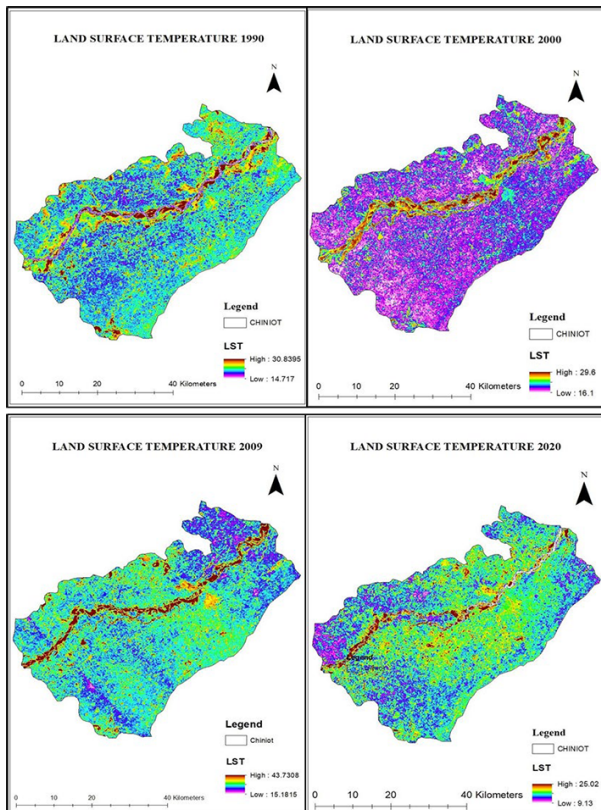 LAND SURFACE TEMPERATURE 1990
N
Legend
CHINIOT
LST
High : 30.8395
Low : 14.717
0 10 20 40 Kilometers
LAND SURFACE TEMPERATURE 2000
N
Legend
CHINIOT
LST
High : 29.6
Low : 16.1
0 10 20 40 Kilometers
LAND SURFACE TEMPERATURE 2009
N
Legend
Chiniot
LST
High : 43.7308
Low : 15.1815
0 10 20 40 Kilometers
LAND SURFACE TEMPERATURE 2020
N
Legend
Legend
CHINIOT
LST
High : 25.02
Low : 9.13
0 10 20 40 Kilometers